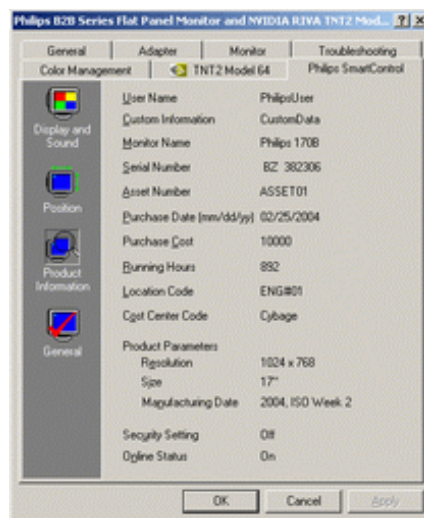 Philips B2B Series Flat Panel Monitor and NVIDIA RIVA TNT2 Mod...
General Adapter Monitor Troubleshooting
Color Management TNT2 Model 64 Philips SmartControl
Display and Sound
Position
Product Information
General
User Name PhilipsUser
Custom Information CustomData
Monitor Name Philips 170B
Serial Number BZ 382306
Asset Number ASSET01
Purchase Date (mm/dd/yy) 02/25/2004
Purchase Cost 10000
Running Hours 892
Location Code ENG#01
Cost Center Code Cybage
Product Parameters
Resolution 1024 x 768
Size 17"
Manufacturing Date 2004, ISO Week 2
Security Setting Off
Online Status On
OK Cancel Apply